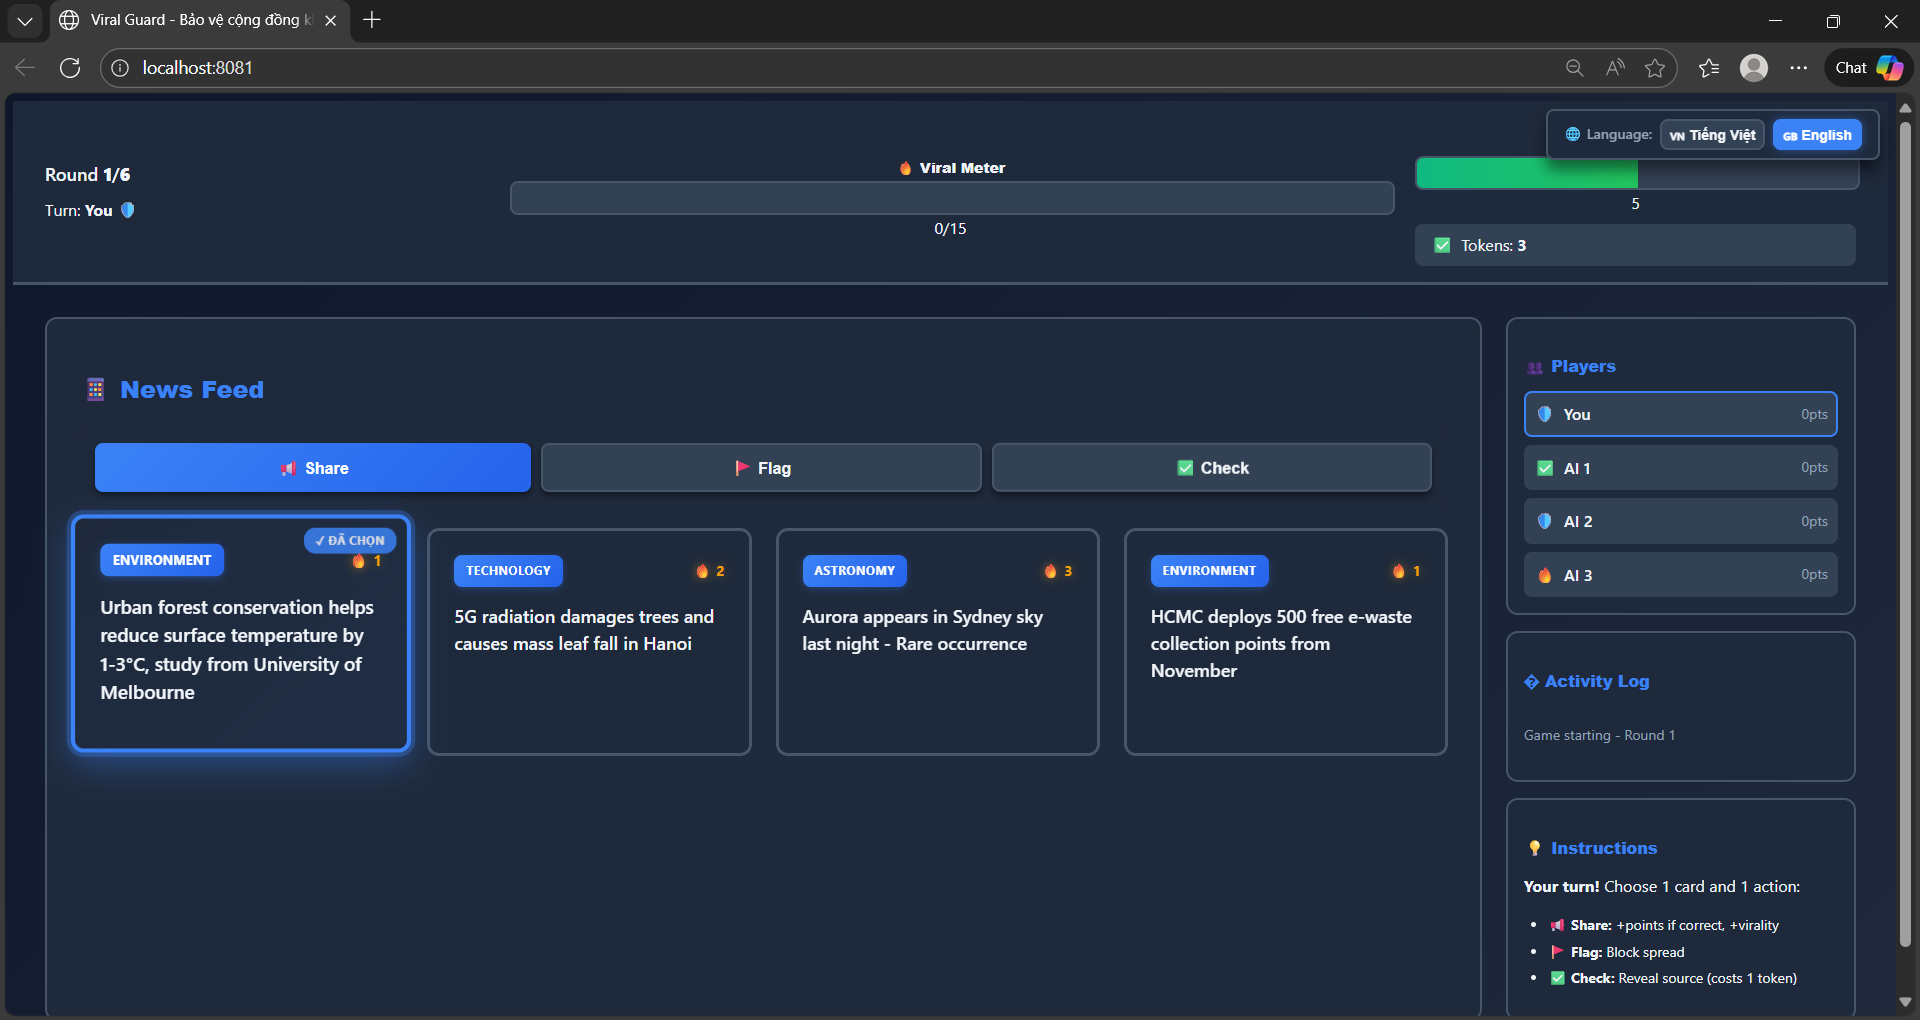 Viral Guard - Bảo vệ cộng đồng
localhost:8081
Chat
Language:
VN Tiếng Việt
GB English
Round 1/6
Turn: You
Viral Meter
0/15
5
Tokens: 3
News Feed
Share
Flag
Check
✓ ĐÃ CHỌN
ENVIRONMENT
1
Urban forest conservation helps
reduce surface temperature by
1-3°C, study from University of
Melbourne
TECHNOLOGY
2
5G radiation damages trees and
causes mass leaf fall in Hanoi
ASTRONOMY
3
Aurora appears in Sydney sky
last night - Rare occurrence
ENVIRONMENT
1
HCMC deploys 500 free e-waste
collection points from
November
Players
You 0pts
AI 1 0pts
AI 2 0pts
AI 3 0pts
Activity Log
Game starting - Round 1
Instructions
Your turn! Choose 1 card and 1 action:
• Share: +points if correct, +virality
• Flag: Block spread
• Check: Reveal source (costs 1 token)